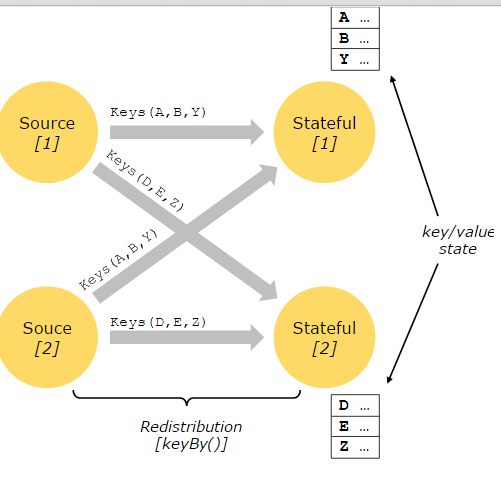 A ...
B ...
Y ...
Keys(A,B,Y)
Source
[1]
Stateful
[1]
Keys(D,E,Z)
key/value
state
Keys(A,B,Y)
Souce
[2]
Keys(D,E,Z)
Stateful
[2]
D ...
E ...
Z ...
Redistribution
[keyBy()]